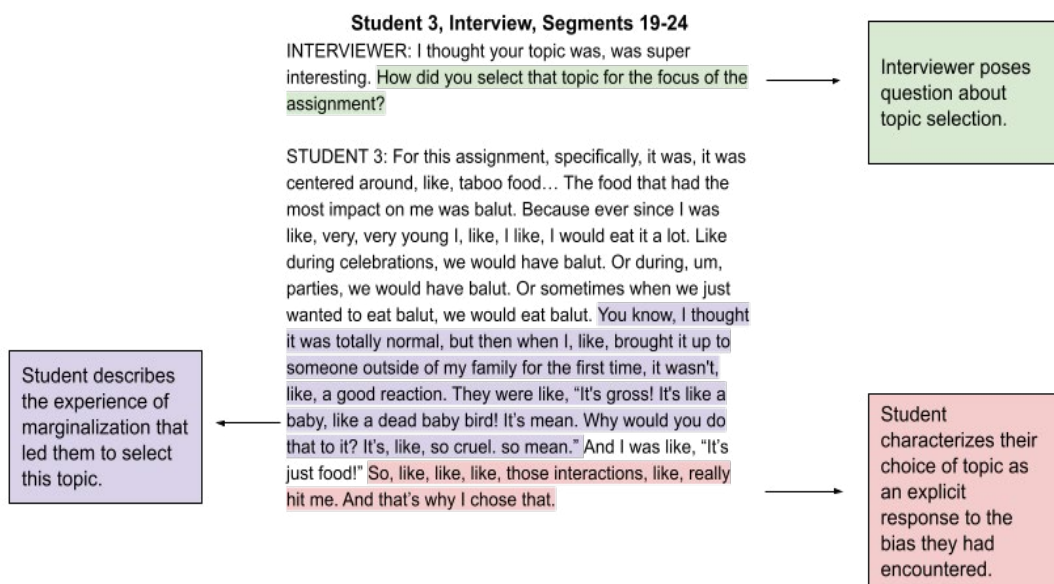 Student 3, Interview, Segments 19-24
INTERVIEWER: I thought your topic was, was super
interesting. How did you select that topic for the focus of the
assignment?
Interviewer poses
question about
topic selection.
STUDENT 3: For this assignment, specifically, it was, it was
centered around, like, taboo food… The food that had the
most impact on me was balut. Because ever since I was
like, very, very young I, like, I like, I would eat it a lot. Like
during celebrations, we would have balut. Or during, um,
parties, we would have balut. Or sometimes when we just
wanted to eat balut, we would eat balut. You know, I thought
it was totally normal, but then when I, like, brought it up to
someone outside of my family for the first time, it wasn't,
like, a good reaction. They were like, “It's gross! It's like a
baby, like a dead baby bird! It’s mean. Why would you do
that to it? It’s, like, so cruel. so mean.” And I was like, “It’s
just food!” So, like, like, like, those interactions, like, really
hit me. And that’s why I chose that.
Student describes
the experience of
marginalization that
led them to select
this topic.
Student
characterizes their
choice of topic as
an explicit
response to the
bias they had
encountered.